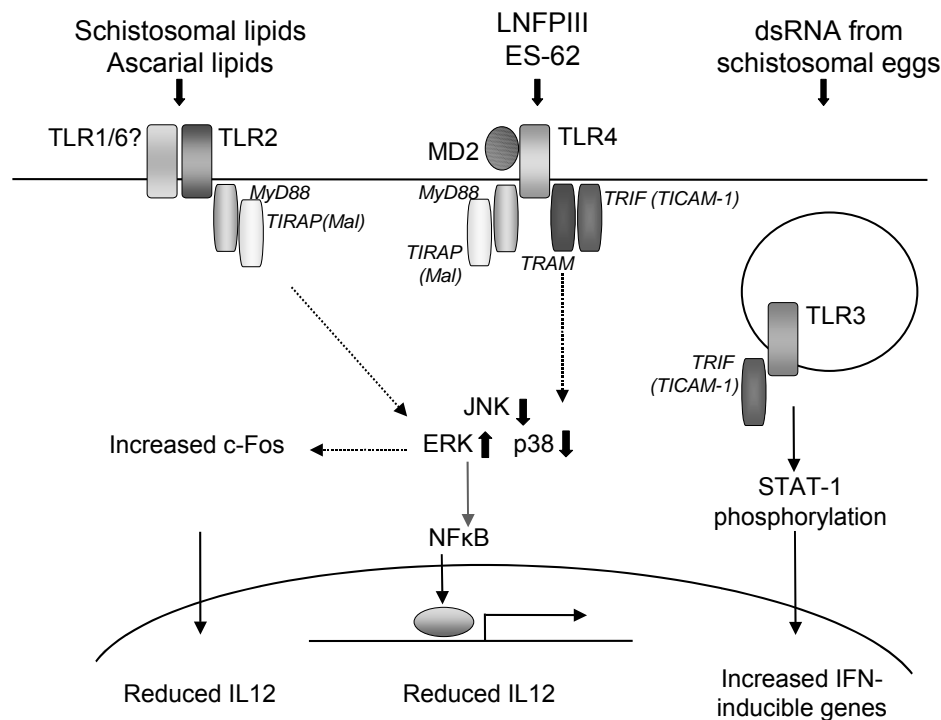 Schistosomal lipids
Ascarial lipids
LNFPIII
ES-62
dsRNA from
schistosomal eggs
TLR1/6?
TLR2
MyD88
TIRAP(Mal)
MD2
TLR4
MyD88
TIRAP
(Mal)
TRAM
TRIF (TICAM-1)
TLR3
TRIF
(TICAM-1)
JNK
ERK
p38
Increased c-Fos
NFκB
STAT-1
phosphorylation
Reduced IL12
Reduced IL12
Increased IFN-
inducible genes